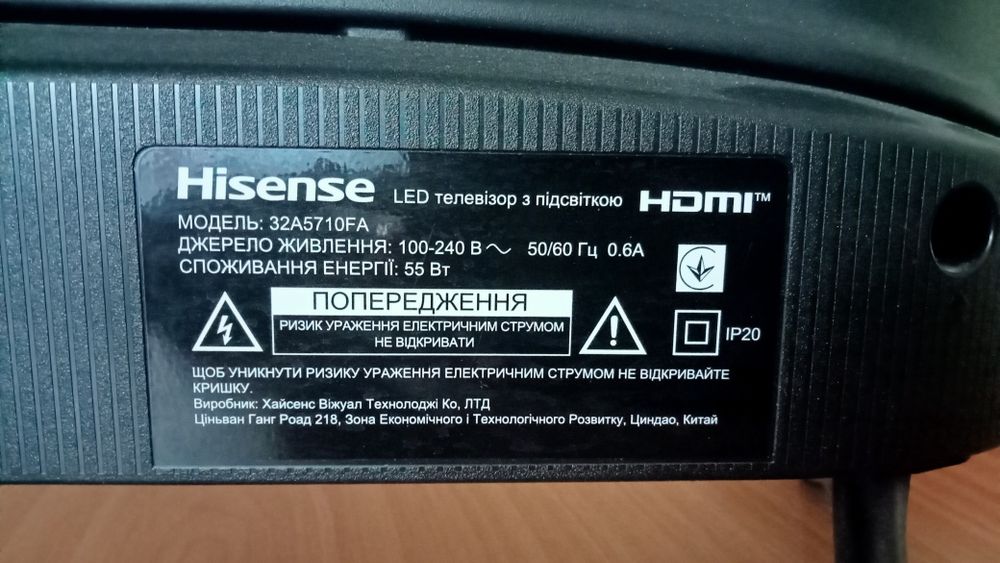 Hisense LED телевізор з підсвіткою HDMI™
МОДЕЛЬ: 32A5710FA
ДЖЕРЕЛО ЖИВЛЕННЯ: 100-240 В ~ 50/60 Гц 0.6А
СПОЖИВАННЯ ЕНЕРГІЇ: 55 Вт
ПОПЕРЕДЖЕННЯ
РИЗИК УРАЖЕННЯ ЕЛЕКТРИЧНИМ СТРУМОМ
НЕ ВІДКРИВАТИ
IP20
ЩОБ УНИКНУТИ РИЗИКУ УРАЖЕННЯ ЕЛЕКТРИЧНИМ СТРУМОМ НЕ ВІДКРИВАЙТЕ
КРИШКУ.
Виробник: Хайсенс Віжуал Технолоджі Ко, ЛТД
Ціньван Ганг Роад 218, Зона Економічного і Технологічного Розвитку, Циндао, Китай